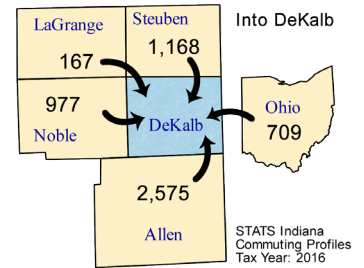 Steuben
Into DeKalb
LaGrange
1,168
167
977
Ohio
DeKalb
709
Noble
2,575
Allen
STATS Indiana
Commuting Profiles
Tax Year: 2016